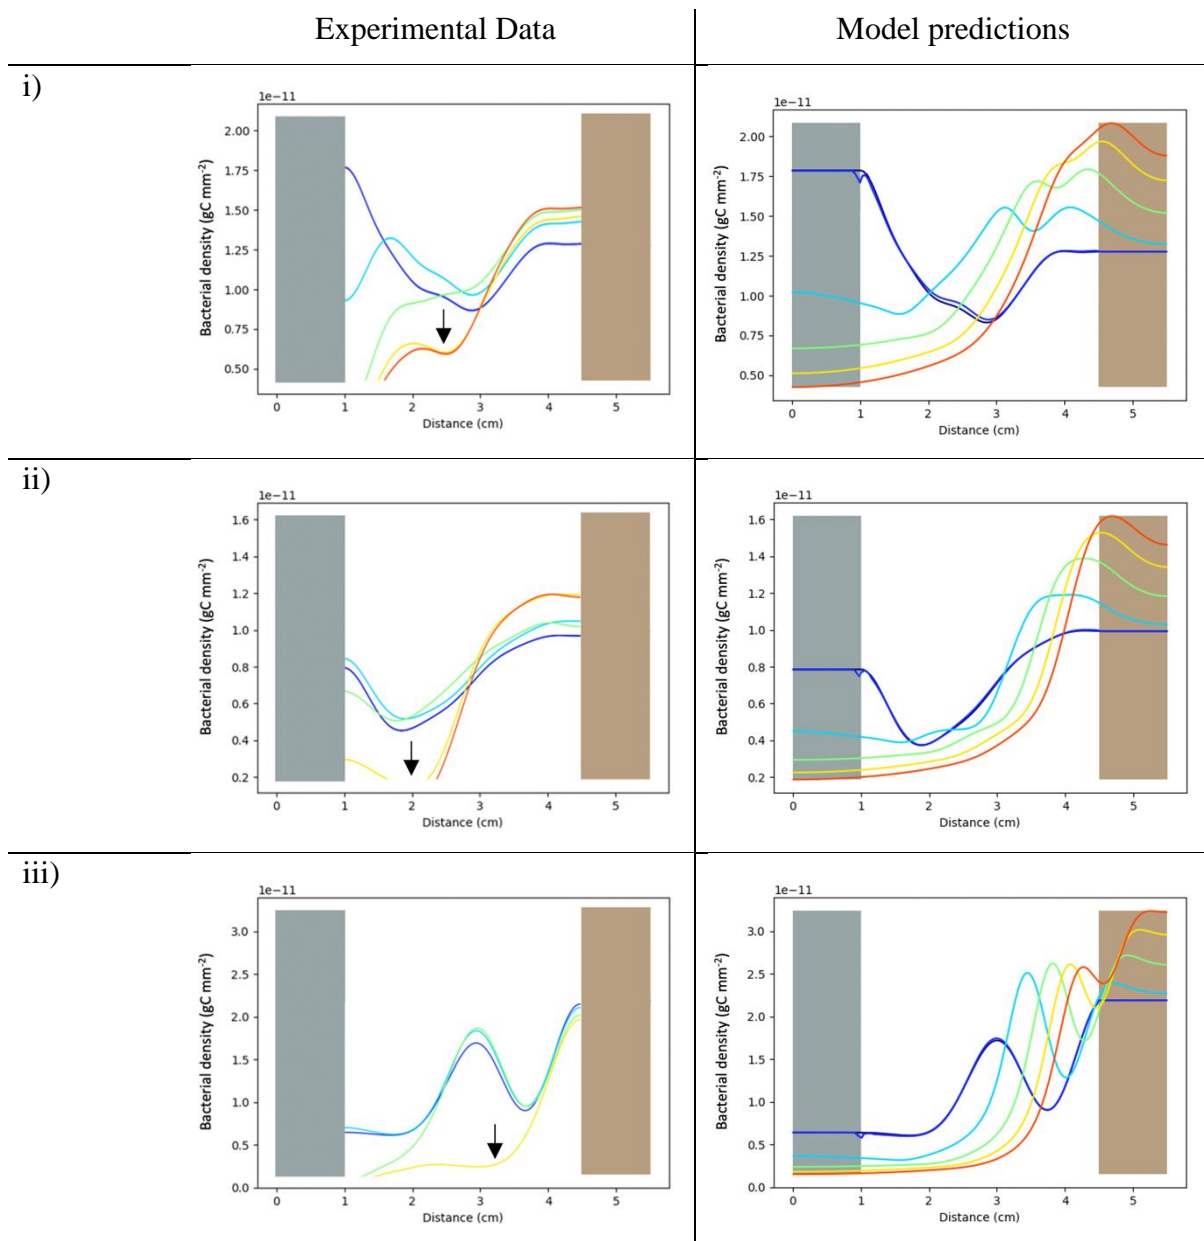 Experimental Data
Model predictions
i)
1e−11
2.00
1.75
1.50
1.25
1.00
0.75
0.50
Bacterial density (gC mm-2)
0 1 2 3 4 5
Distance (cm)
1e−11
2.00
1.75
1.50
1.25
1.00
0.75
0.50
Bacterial density (gC mm-2)
0 1 2 3 4 5
Distance (cm)
ii)
1e−11
1.6
1.4
1.2
1.0
0.8
0.6
0.4
0.2
Bacterial density (gC mm-2)
0 1 2 3 4 5
Distance (cm)
1e−11
1.6
1.4
1.2
1.0
0.8
0.6
0.4
0.2
Bacterial density (gC mm-2)
0 1 2 3 4 5
Distance (cm)
iii)
1e−11
3.0
2.5
2.0
1.5
1.0
0.5
0.0
Bacterial density (gC mm-2)
0 1 2 3 4 5
Distance (cm)
1e−11
3.0
2.5
2.0
1.5
1.0
0.5
0.0
Bacterial density (gC mm-2)
0 1 2 3 4 5
Distance (cm)